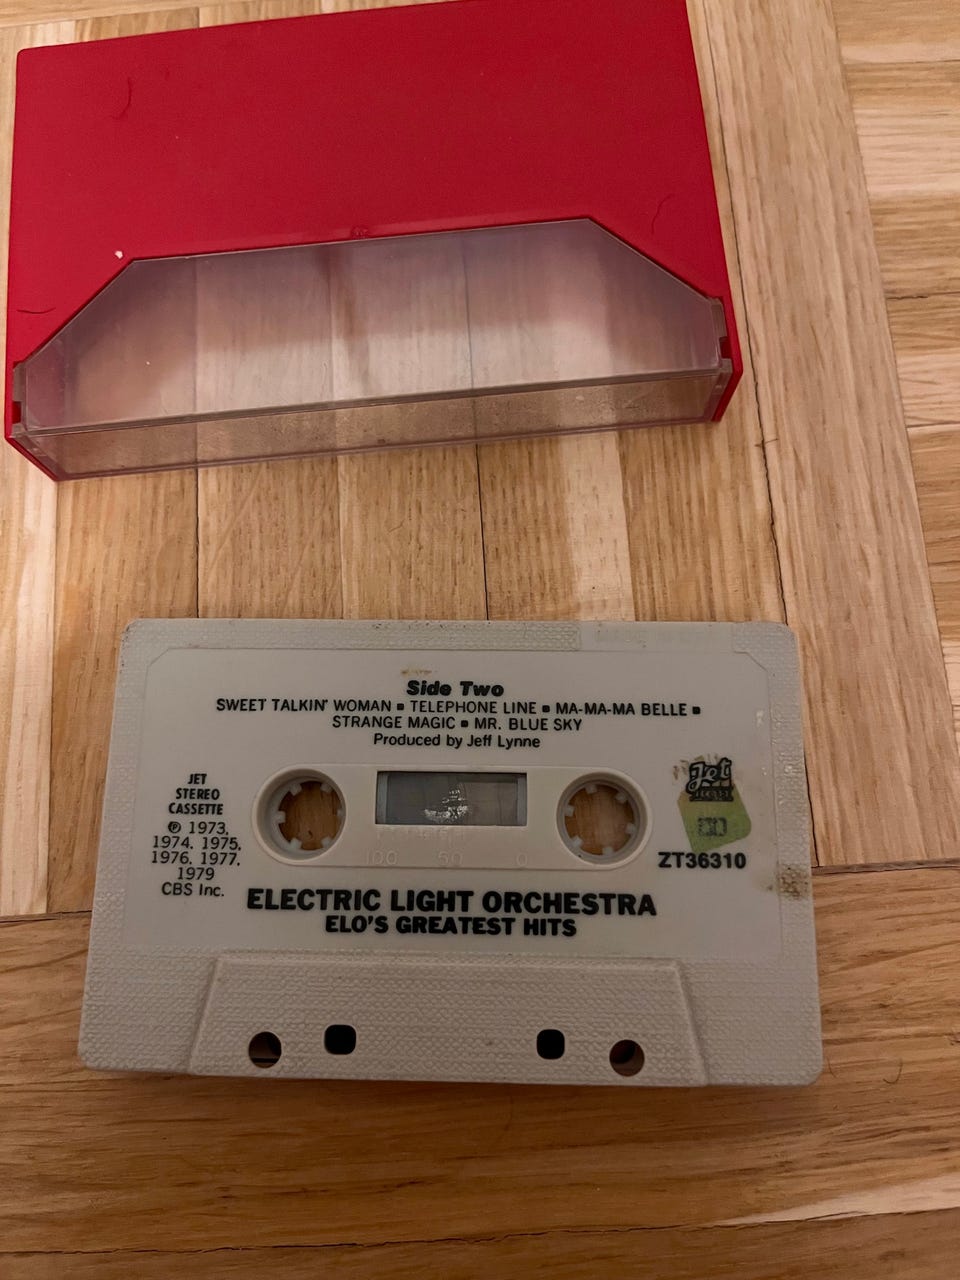 Side Two
SWEET TALKIN' WOMAN ▪ TELEPHONE LINE ▪ MA-MA-MA BELLE ▪
STRANGE MAGIC ▪ MR. BLUE SKY
Produced by Jeff Lynne
JET
STEREO
CASSETTE
℗ 1973,
1974, 1975,
1976, 1977,
1979
CBS Inc.
100 50 0
Jet
ZT36310
ELECTRIC LIGHT ORCHESTRA
ELO'S GREATEST HITS